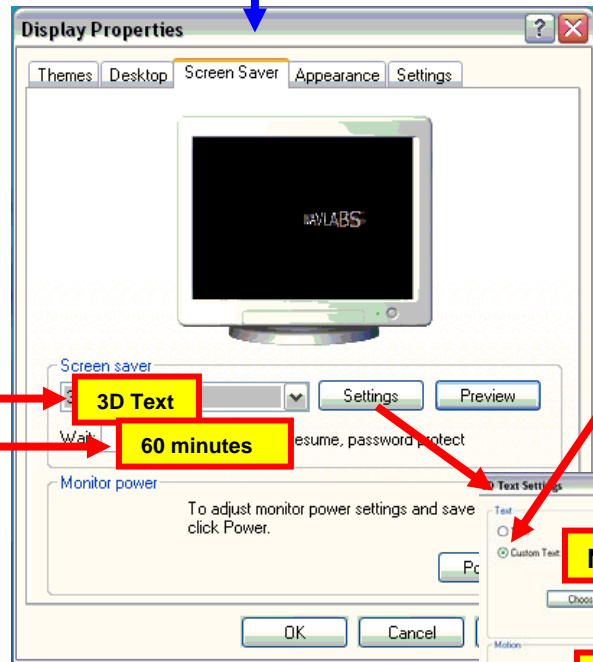 Display Properties
Themes Desktop Screen Saver Appearance Settings
Screen saver
3D Text Settings Preview
Wait: 60 minutes esume, password protect
Monitor power
To adjust monitor power settings and save
click Power.
OK Cancel
Text Settings
Text
Custom Text
Motion